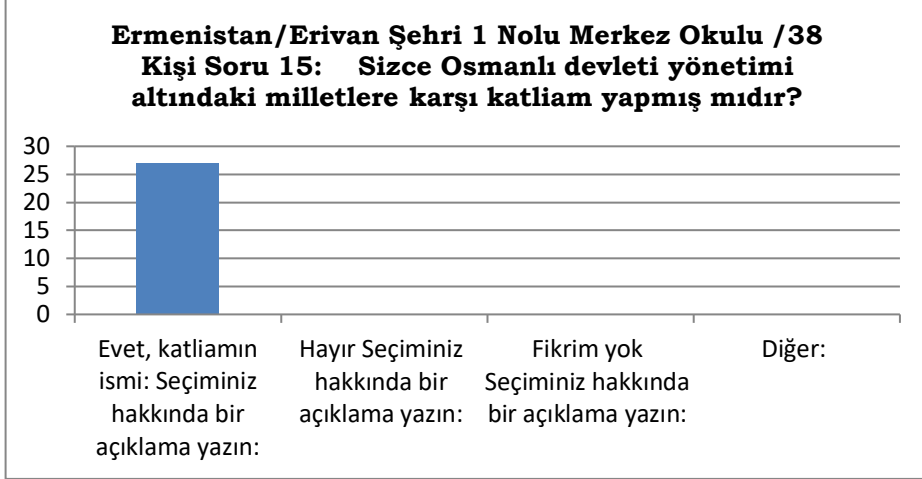 Ermenistan/Erivan Şehri 1 Nolu Merkez Okulu /38
Kişi Soru 15: Sizce Osmanlı devleti yönetimi
altındaki milletlere karşı katliam yapmış mıdır?
30
25
20
15
10
5
0
Evet, katliamın
ismi: Seçiminiz
hakkında bir
açıklama yazın:
Hayır Seçiminiz
hakkında bir
açıklama yazın:
Fikrim yok
Seçiminiz hakkında
bir açıklama yazın:
Diğer: